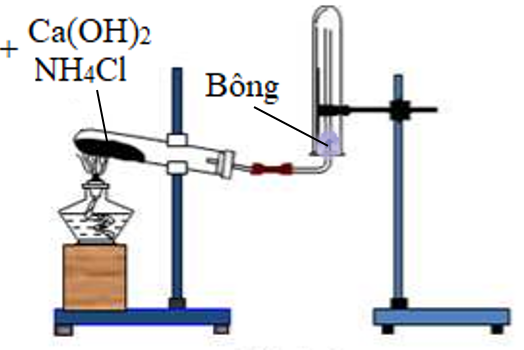 + Ca(OH)2
NH4Cl
Bông